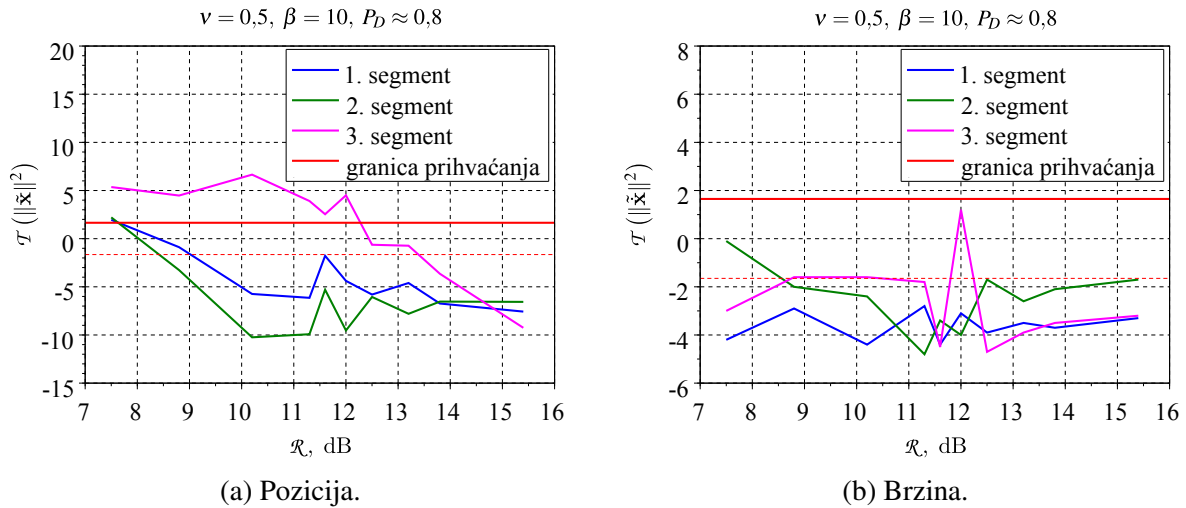 ν = 0,5, β = 10, P_D ≈ 0,8
20
15
10
5
0
-5
-10
-15
7 8 9 10 11 12 13 14 15 16
𝒯 (‖x̃‖²)
ℛ, dB
1. segment
2. segment
3. segment
granica prihvaćanja
(a) Pozicija.
ν = 0,5, β = 10, P_D ≈ 0,8
8
6
4
2
0
-2
-4
-6
7 8 9 10 11 12 13 14 15 16
𝒯 (‖x̃̇‖²)
ℛ, dB
1. segment
2. segment
3. segment
granica prihvaćanja
(b) Brzina.